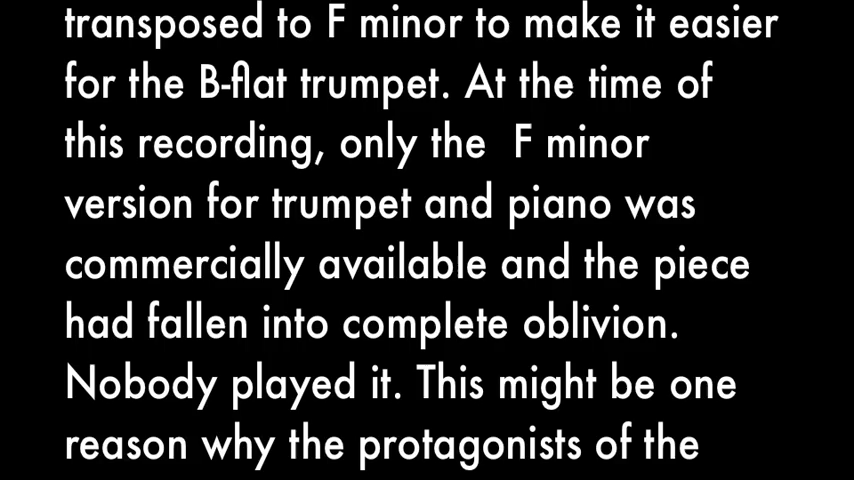 transposed to F minor to make it easier
for the B-flat trumpet. At the time of
this recording, only the  F minor
version for trumpet and piano was
commercially available and the piece
had fallen into complete oblivion.
Nobody played it. This might be one
reason why the protagonists of the